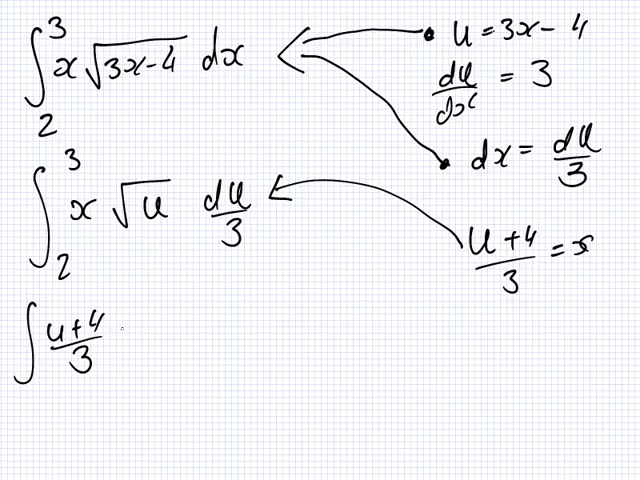 ∫₂³ x√(3x-4) dx
∫₂³ x √u du/3
∫ u+4/3
• u = 3x - 4
du/dx = 3
• dx = du/3
u+4/3 = x